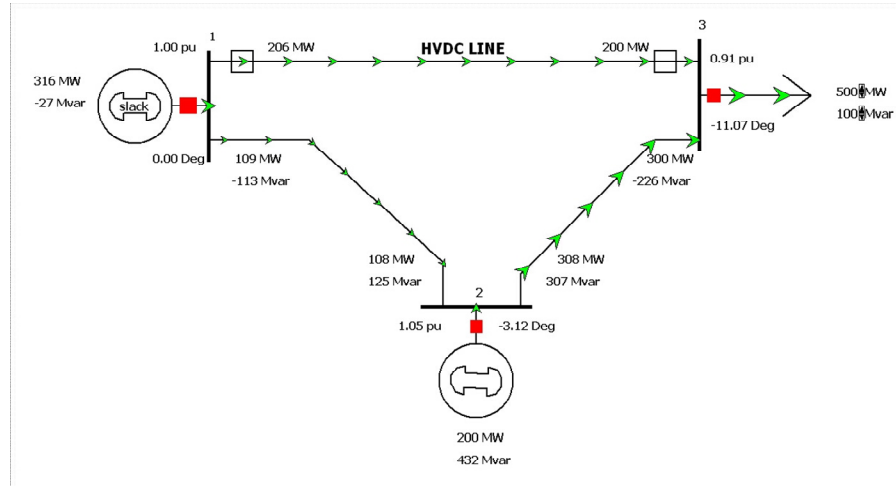 1
3
1.00 pu
206 MW
HVDC LINE
200 MW
0.91 pu
316 MW
-27 Mvar
slack
500 MW
100 Mvar
-11.07 Deg
0.00 Deg
109 MW
-113 Mvar
300 MW
-226 Mvar
108 MW
125 Mvar
308 MW
307 Mvar
2
1.05 pu
-3.12 Deg
200 MW
432 Mvar